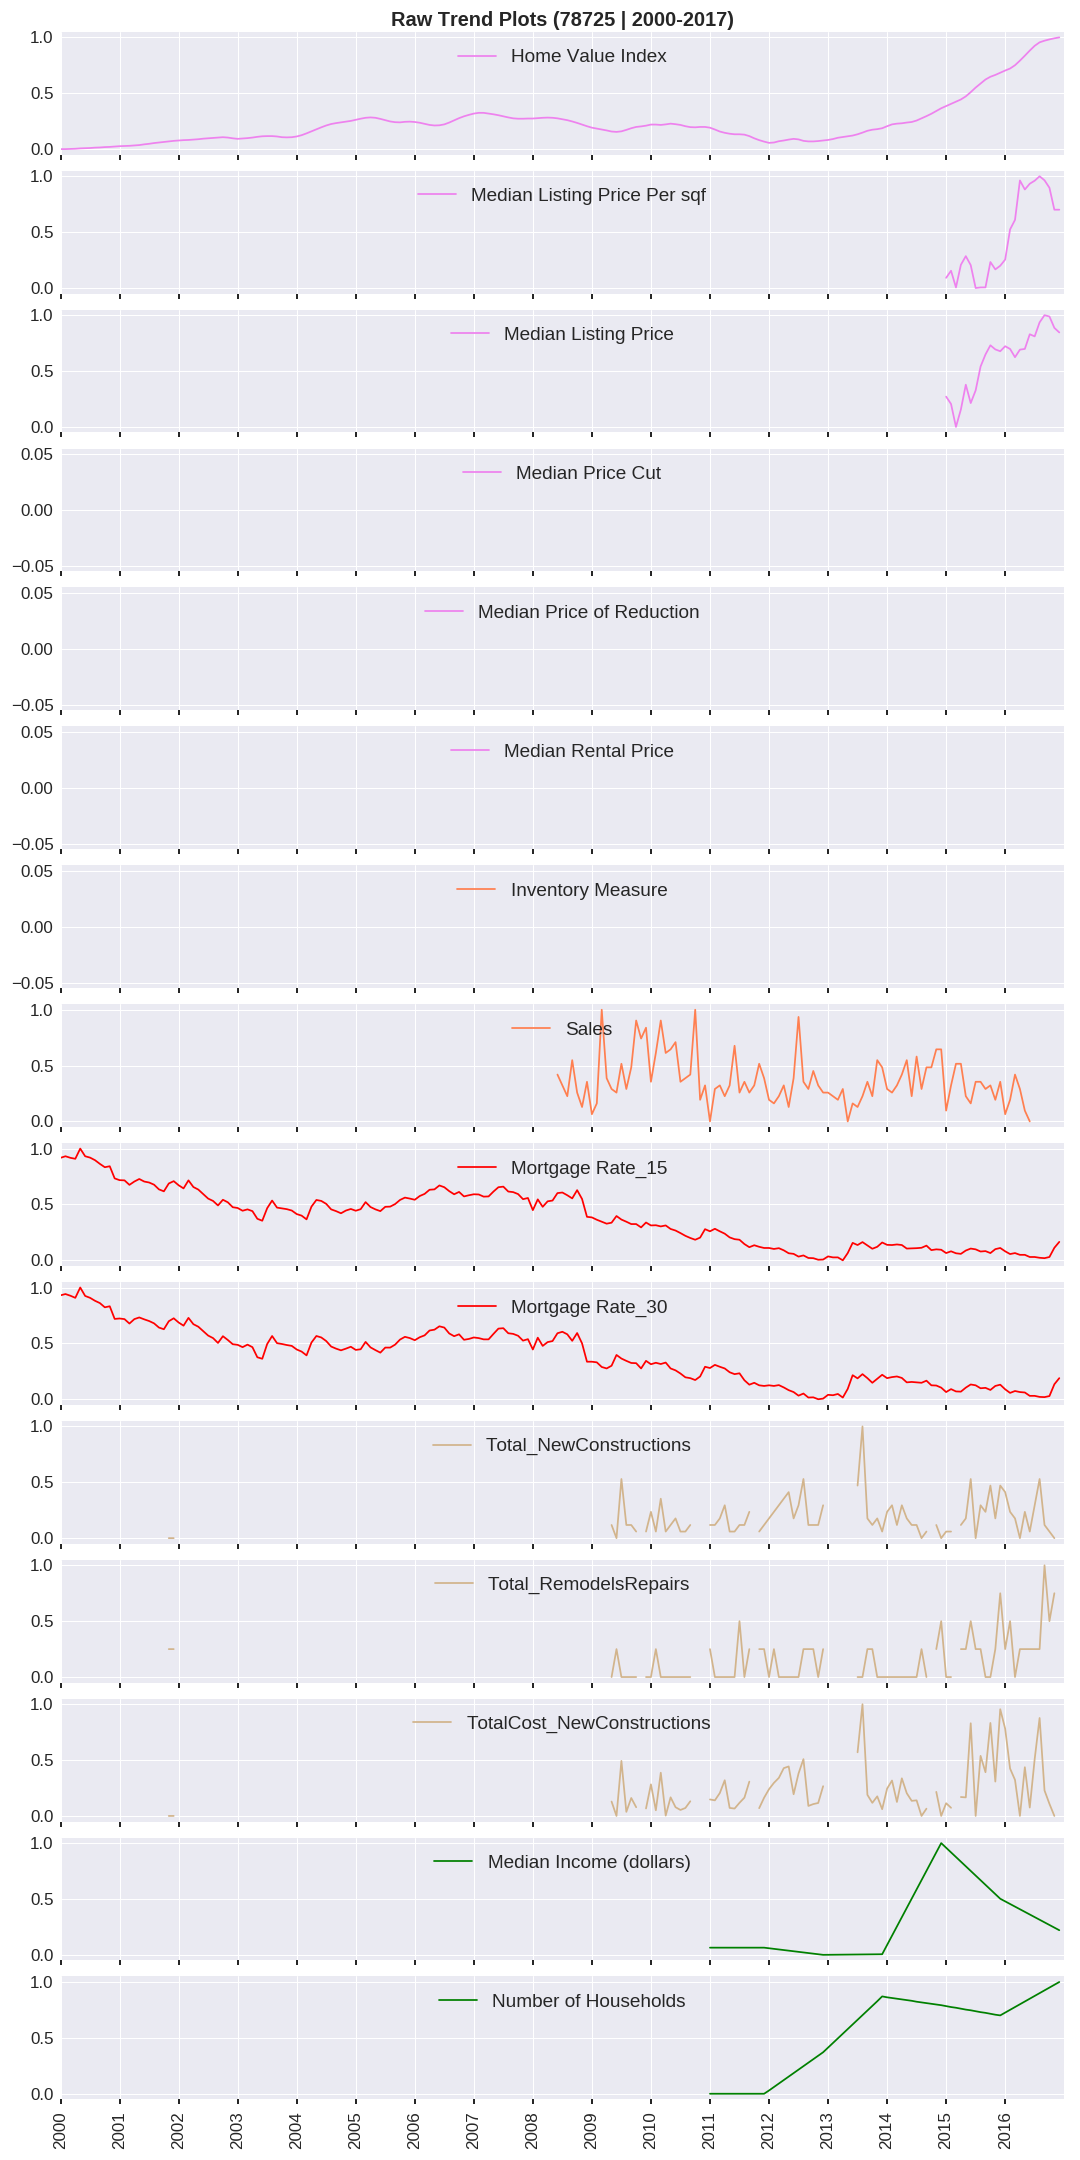 Raw Trend Plots (78725 | 2000-2017)
1.0
Home Value Index
0.5
0.0
1.0
Median Listing Price Per sqf
0.5
0.0
1.0
Median Listing Price
0.5
0.0
0.05
Median Price Cut
0.00
−0.05
0.05
Median Price of Reduction
0.00
−0.05
0.05
Median Rental Price
0.00
−0.05
0.05
Inventory Measure
0.00
−0.05
1.0
Sales
0.5
0.0
1.0
Mortgage Rate_15
0.5
0.0
1.0
Mortgage Rate_30
0.5
0.0
1.0
Total_NewConstructions
0.5
0.0
1.0
Total_RemodelsRepairs
0.5
0.0
1.0
TotalCost_NewConstructions
0.5
0.0
1.0
Median Income (dollars)
0.5
0.0
1.0
Number of Households
0.5
0.0
2000 2001 2002 2003 2004 2005 2006 2007 2008 2009 2010 2011 2012 2013 2014 2015 2016